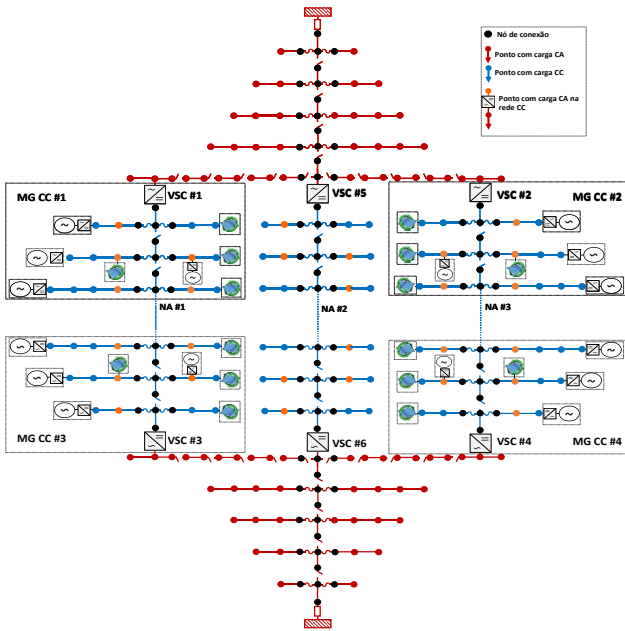 Nó de conexão
Ponto com carga CA
Ponto com carga CC
Ponto com carga CA na
rede CC
MG CC #1
VSC #1
VSC #5
VSC #2
MG CC #2
NA #1
NA #2
NA #3
MG CC #3
VSC #3
VSC #6
VSC #4
MG CC #4